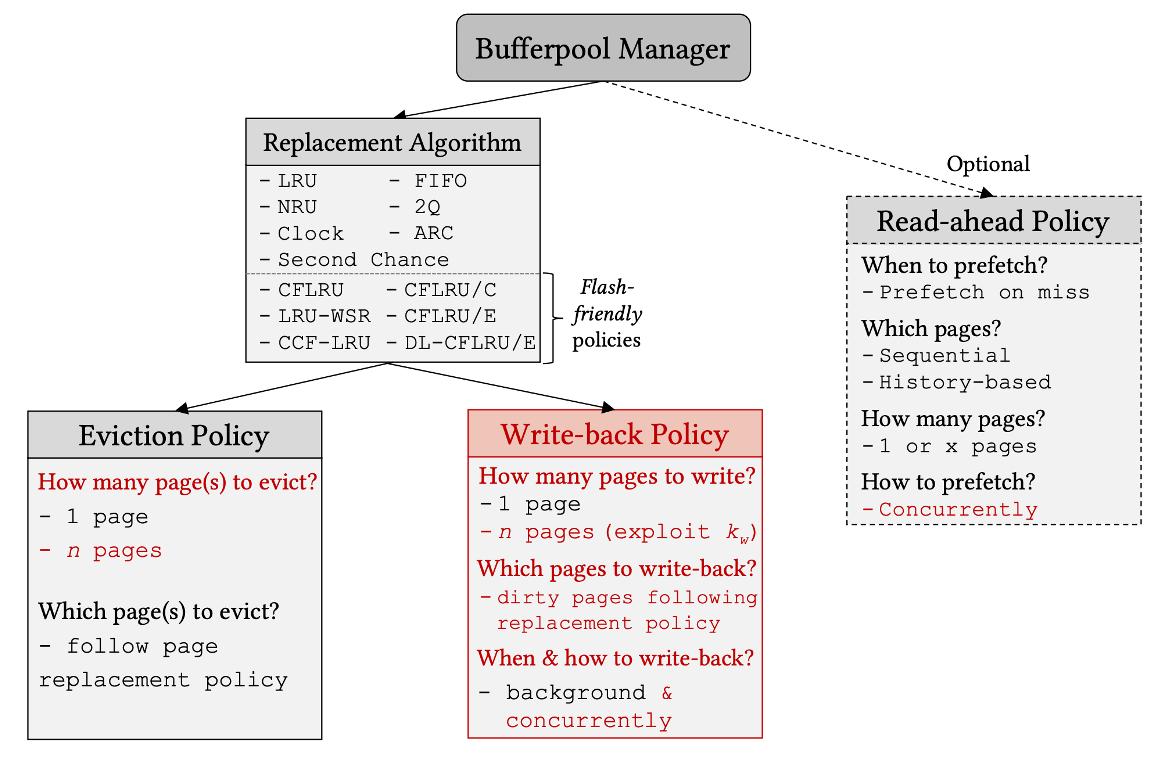 Bufferpool Manager
Replacement Algorithm
- LRU - FIFO
- NRU - 2Q
- Clock - ARC
- Second Chance
- CFLRU - CFLRU/C
- LRU-WSR - CFLRU/E
- CCF-LRU - DL-CFLRU/E
Flash-
friendly
policies
Optional
Read-ahead Policy
When to prefetch?
- Prefetch on miss
Which pages?
- Sequential
- History-based
How many pages?
- 1 or x pages
How to prefetch?
- Concurrently
Eviction Policy
How many page(s) to evict?
- 1 page
- n pages
Which page(s) to evict?
- follow page
replacement policy
Write-back Policy
How many pages to write?
- 1 page
- n pages (exploit kw)
Which pages to write-back?
- dirty pages following
replacement policy
When & how to write-back?
- background &
concurrently